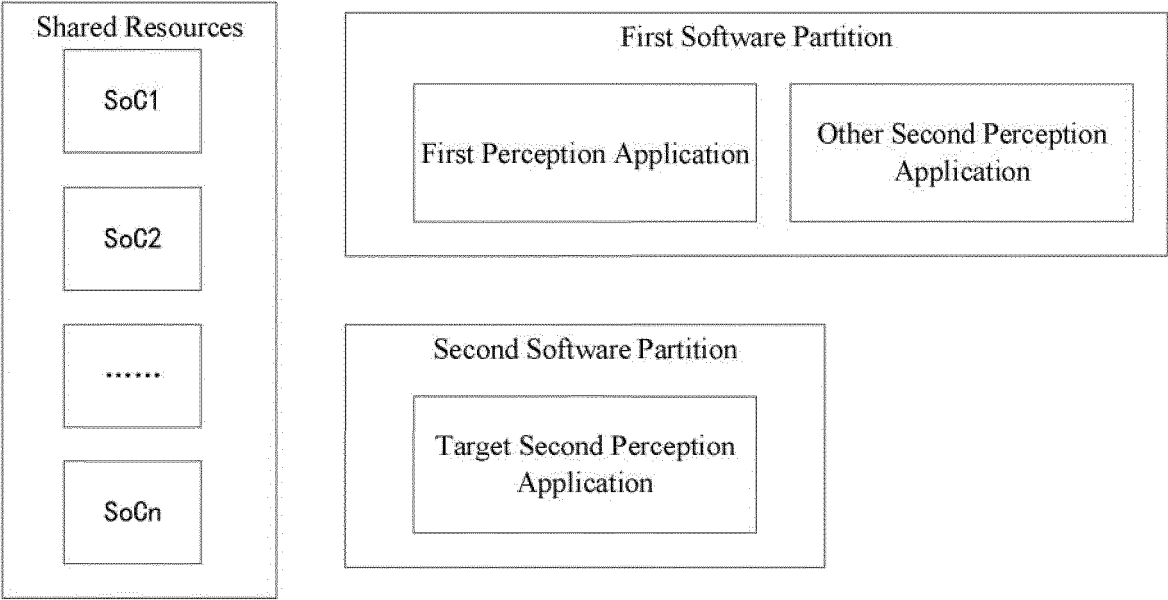 Shared Resources
SoC1
SoC2
......
SoCn
First Software Partition
First Perception Application
Other Second Perception
Application
Second Software Partition
Target Second Perception
Application